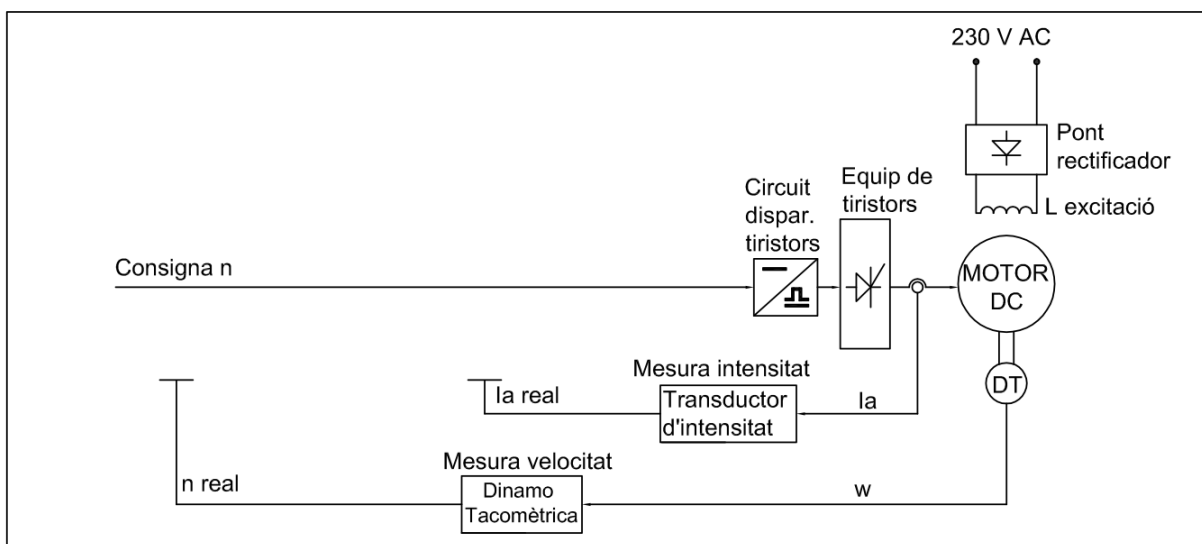 230 V AC
Pont
rectificador
L excitació
Equip de
tiristors
Circuit
dispar.
tiristors
Consigna n
MOTOR
DC
DT
Mesura intensitat
Transductor
d'intensitat
Ia real
Ia
Mesura velocitat
Dinamo
Tacomètrica
n real
w